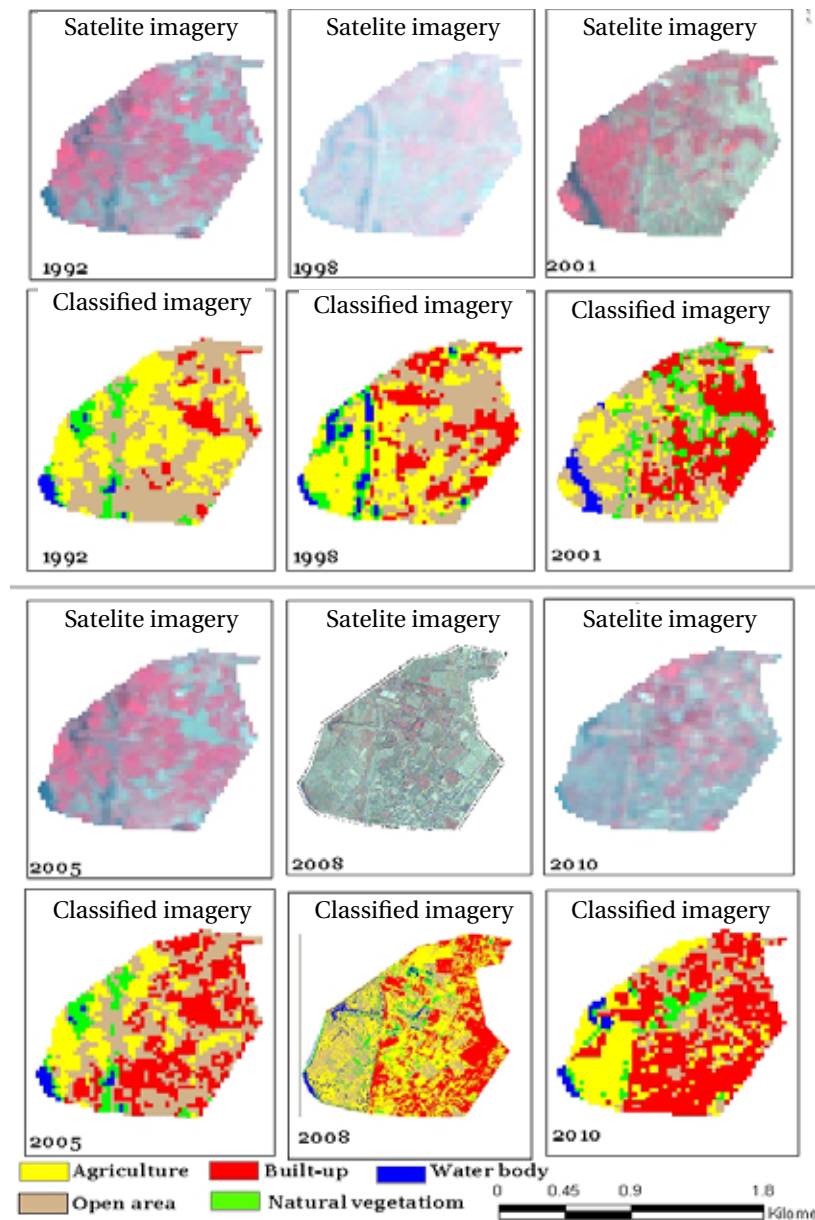 Satelite imagery Satelite imagery Satelite imagery
1992 1998 2001
Classified imagery Classified imagery Classified imagery
1992 1998 2001
Satelite imagery Satelite imagery Satelite imagery
2005 2008 2010
Classified imagery Classified imagery Classified imagery
2005 2008 2010
Agriculture Built-up Water body
Open area Natural vegetatiom
0 0.45 0.9 1.8
Kilome